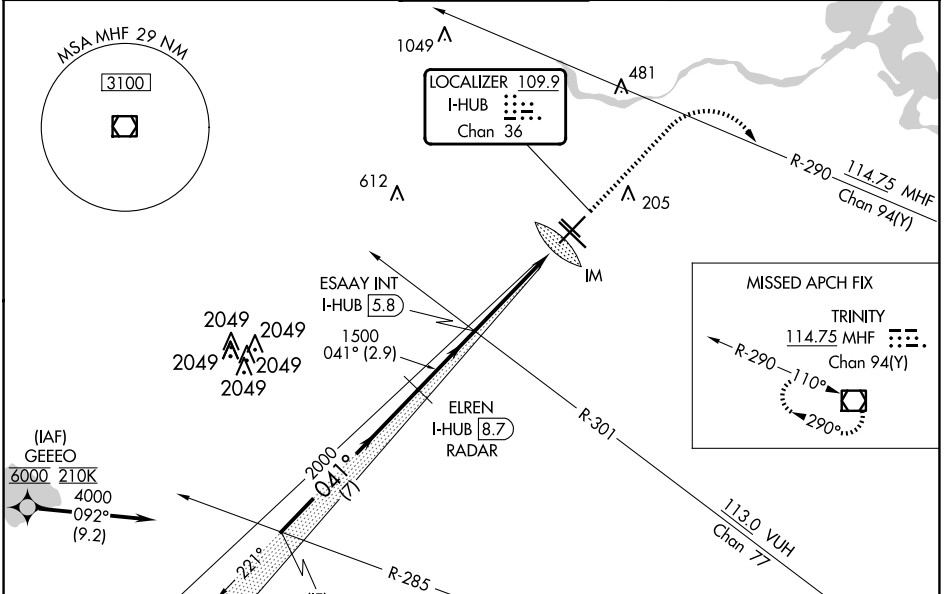 MSA MHF 29 NM
3100
1049
481
LOCALIZER 109.9
I-HUB
Chan 36
R-290
114.75 MHF
Chan 94(Y)
612
205
IM
ESAAY INT
I-HUB 5.8
1500
041° (2.9)
2049
2049
2049
2049
2049
ELREN
I-HUB 8.7
RADAR
MISSED APCH FIX
TRINITY
114.75 MHF
Chan 94(Y)
R-290
110°
290°
R-301
113.0 VUH
Chan 77
(IAF)
GEEEO
6000 210K
4000
092°
(9.2)
2000
041°
(7)
221°
R-285